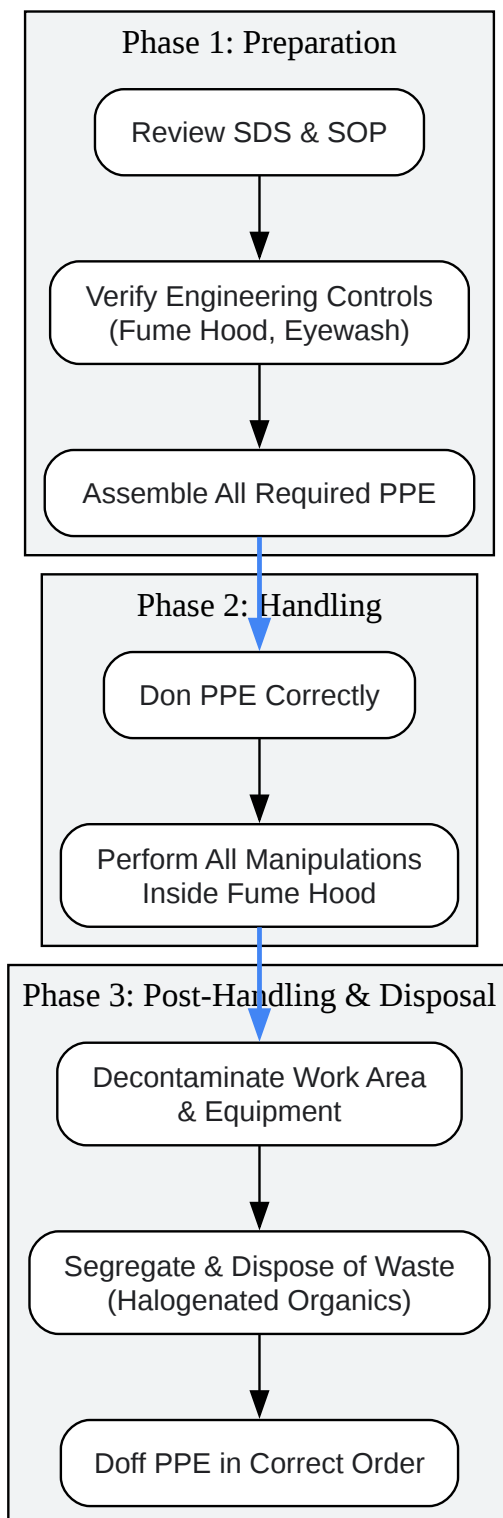 Phase 1: Preparation
Review SDS & SOP
Verify Engineering Controls
(Fume Hood, Eyewash)
Assemble All Required PPE
Phase 2: Handling
Don PPE Correctly
Perform All Manipulations
Inside Fume Hood
Phase 3: Post-Handling & Disposal
Decontaminate Work Area
& Equipment
Segregate & Dispose of Waste
(Halogenated Organics)
Doff PPE in Correct Order